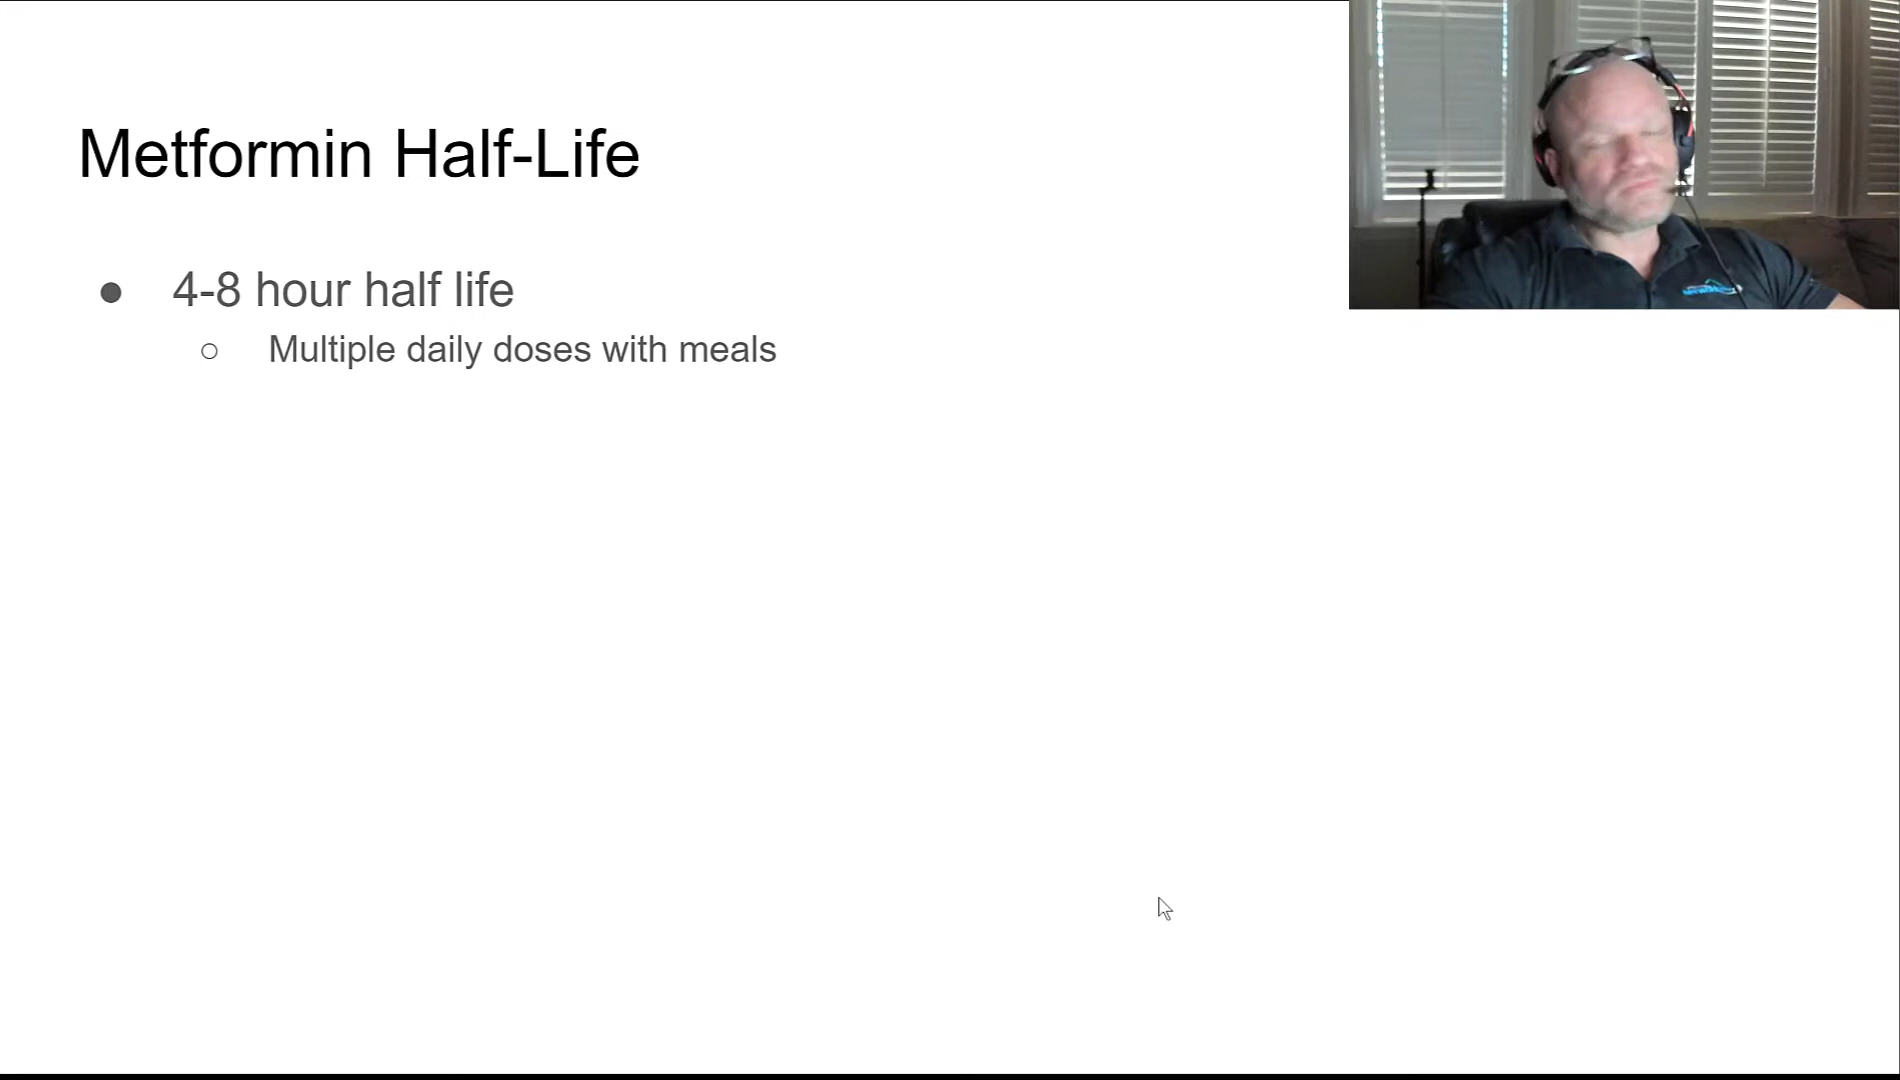 Metformin Half-Life
● 4-8 hour half life
○ Multiple daily doses with meals